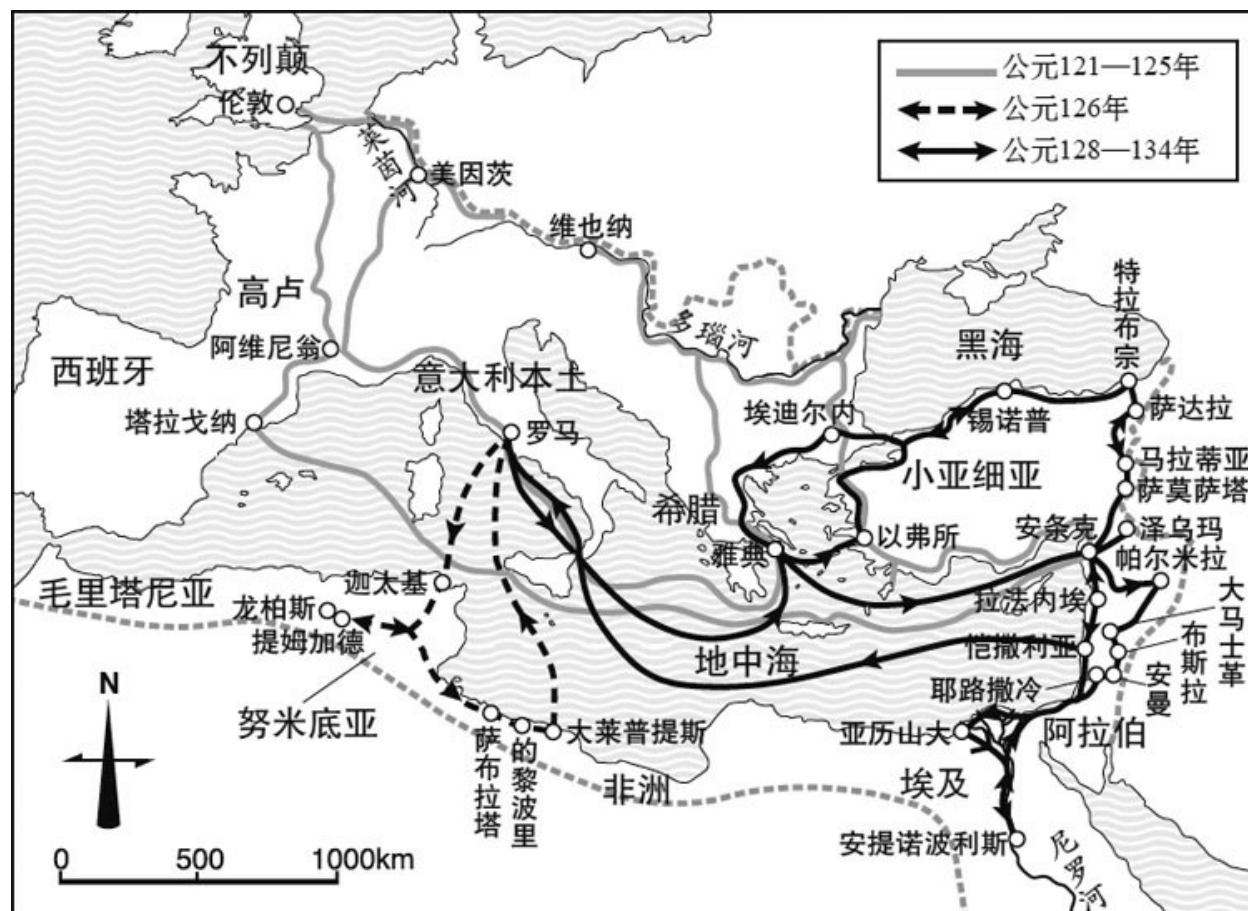 公元121—125年
公元126年
公元128—134年
不列颠
伦敦
莱茵河
美因茨
维也纳
高卢
阿维尼翁
西班牙
塔拉戈纳
意大利本土
罗马
多瑙河
黑海
特拉布宗
埃迪尔内
锡诺普
萨达拉
小亚细亚
马拉蒂亚
萨莫萨塔
希腊
雅典
以弗所
安条克
泽乌玛
帕尔米拉
毛里塔尼亚
迦太基
龙柏斯
提姆加德
拉法内埃
大马士革
地中海
恺撒利亚
布斯拉
耶路撒冷
安曼
N
努米底亚
萨布拉塔
的黎波里
大莱普提斯
亚历山大
阿拉伯
非洲
埃及
安提诺波利斯
尼罗河
0 500 1000km